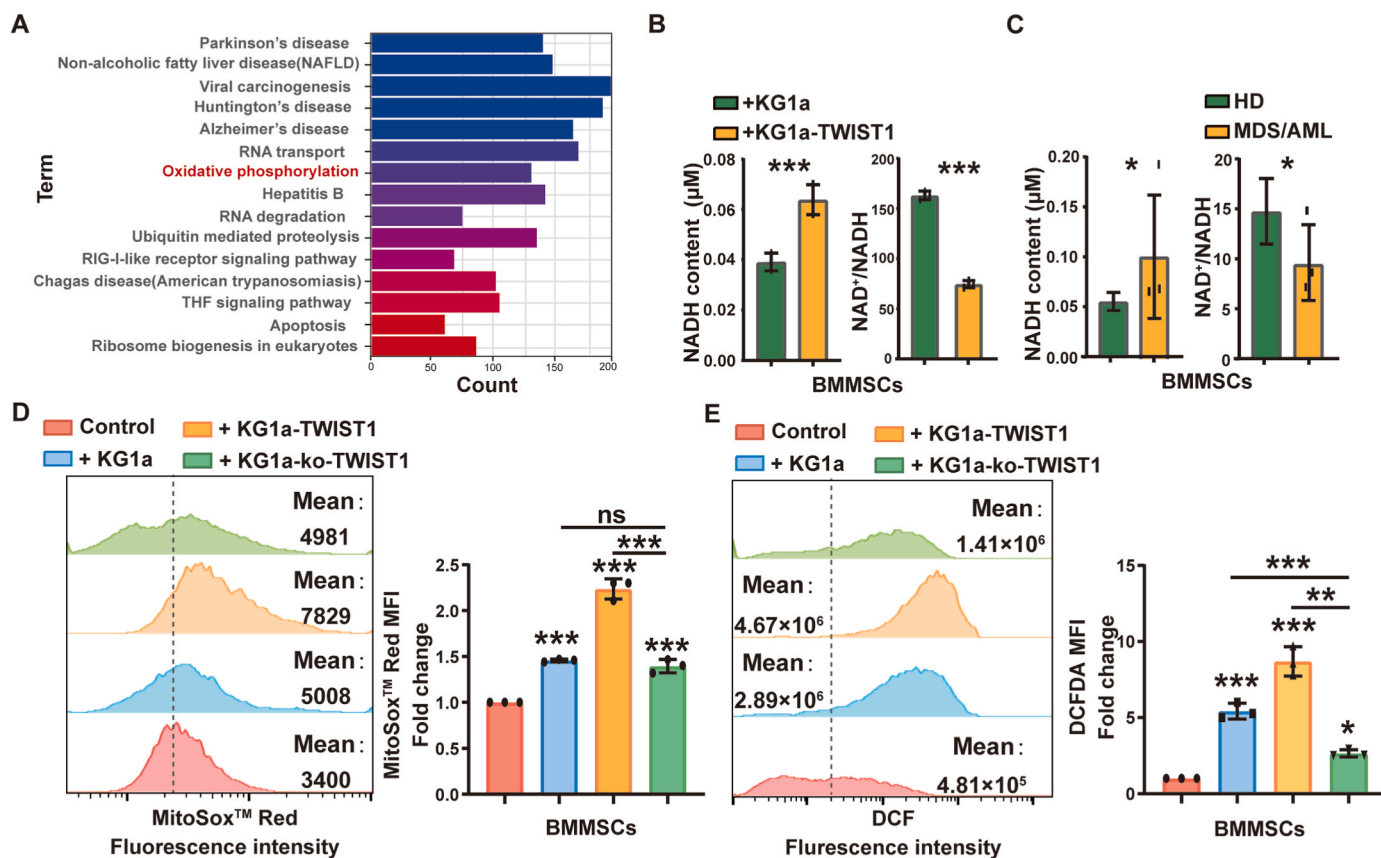 A
Term
Parkinson's disease
Non-alcoholic fatty liver disease(NAFLD)
Viral carcinogenesis
Huntington's disease
Alzheimer's disease
RNA transport
Oxidative phosphorylation
Hepatitis B
RNA degradation
Ubiquitin mediated proteolysis
RIG-I-like receptor signaling pathway
Chagas disease(American trypanosomiasis)
THF signaling pathway
Apoptosis
Ribosome biogenesis in eukaryotes
0 50 100 150 200
Count
B
+KG1a
+KG1a-TWIST1
NADH content (μM)
0.08
0.06
0.04
0.02
0.00
***
NAD⁺/NADH
200
150
100
50
0
***
BMMSCs
C
HD
MDS/AML
NADH content (μM)
0.20
0.15
0.10
0.05
0.00
*
NAD⁺/NADH
20
15
10
5
0
*
BMMSCs
D
Control
+ KG1a-TWIST1
+ KG1a
+ KG1a-ko-TWIST1
Mean:
4981
Mean:
7829
Mean:
5008
Mean:
3400
MitoSox™ Red
Fluorescence intensity
MitoSox™ Red MFI
Fold change
2.5
2.0
1.5
1.0
0.5
0.0
ns
***
***
***
***
BMMSCs
E
Control
+ KG1a-TWIST1
+ KG1a
+ KG1a-ko-TWIST1
Mean:
1.41×10⁶
Mean:
4.67×10⁶
Mean:
2.89×10⁶
Mean:
4.81×10⁵
DCF
Flurescence intensity
DCFDA MFI
Fold change
15
10
5
0
***
**
***
***
*
BMMSCs